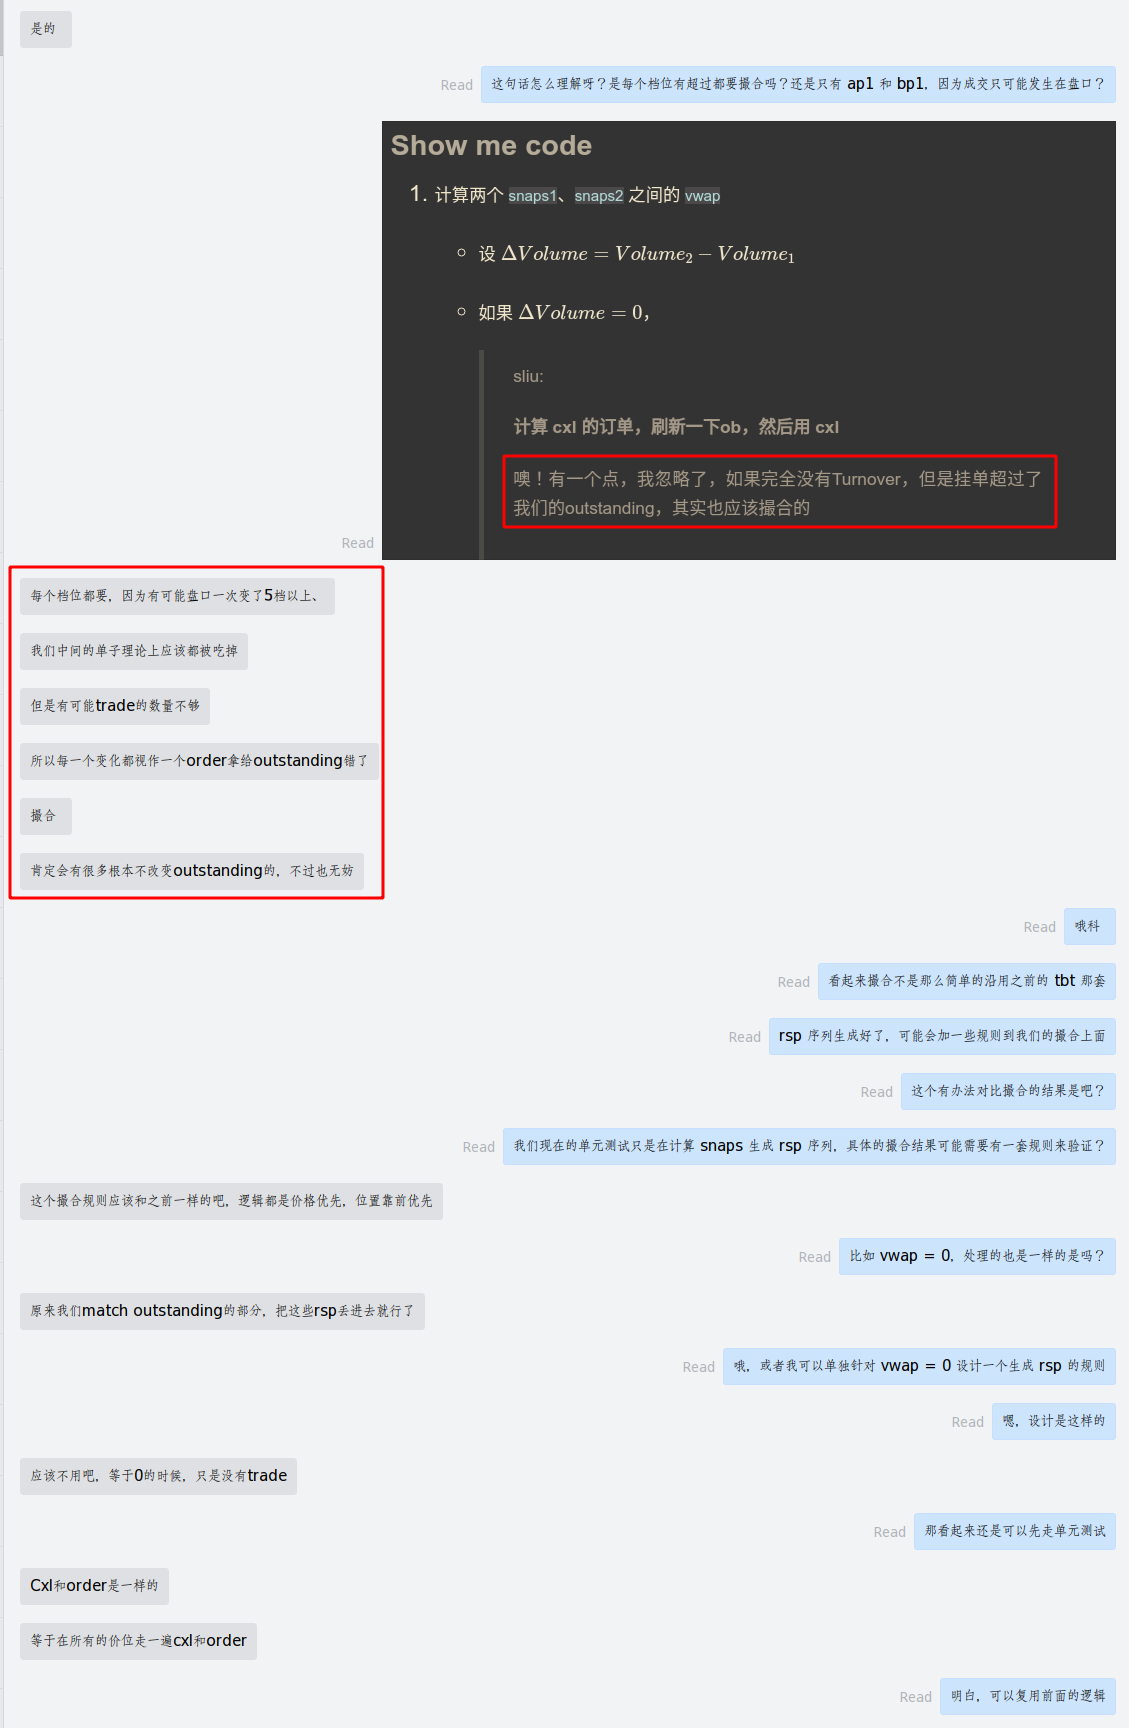 是的
Read
这句话怎么理解呀？是每个档位有超过都要撮合吗？还是只有 ap1 和 bp1，因为成交只可能发生在盘口？
Show me code
1. 计算两个 snaps1、snaps2 之间的 vwap
设 ΔVolume = Volume₂ − Volume₁
如果 ΔVolume = 0，
sliu:
计算 cxl 的订单，刷新一下ob，然后用 cxl
噢！有一个点，我忽略了，如果完全没有Turnover，但是挂单超过了
我们的outstanding，其实也应该撮合的
Read
每个档位都要，因为有可能盘口一次变了5档以上、
我们中间的单子理论上应该都被吃掉
但是有可能trade的数量不够
所以每一个变化都视作一个order拿给outstanding错了
撮合
肯定会有很多根本不改变outstanding的，不过也无妨
Read
哦科
Read
看起来撮合不是那么简单的沿用之前的 tbt 那套
Read
rsp 序列生成好了，可能会加一些规则到我们的撮合上面
Read
这个有办法对比撮合的结果是吧？
Read
我们现在的单元测试只是在计算 snaps 生成 rsp 序列，具体的撮合结果可能需要有一套规则来验证？
这个撮合规则应该和之前一样的吧，逻辑都是价格优先，位置靠前优先
Read
比如 vwap = 0，处理的也是一样的是吗？
原来我们match outstanding的部分，把这些rsp丢进去就行了
Read
哦，或者我可以单独针对 vwap = 0 设计一个生成 rsp 的规则
Read
嗯，设计是这样的
应该不用吧，等于0的时候，只是没有trade
Read
那看起来还是可以先走单元测试
Cxl和order是一样的
等于在所有的价位走一遍cxl和order
Read
明白，可以复用前面的逻辑